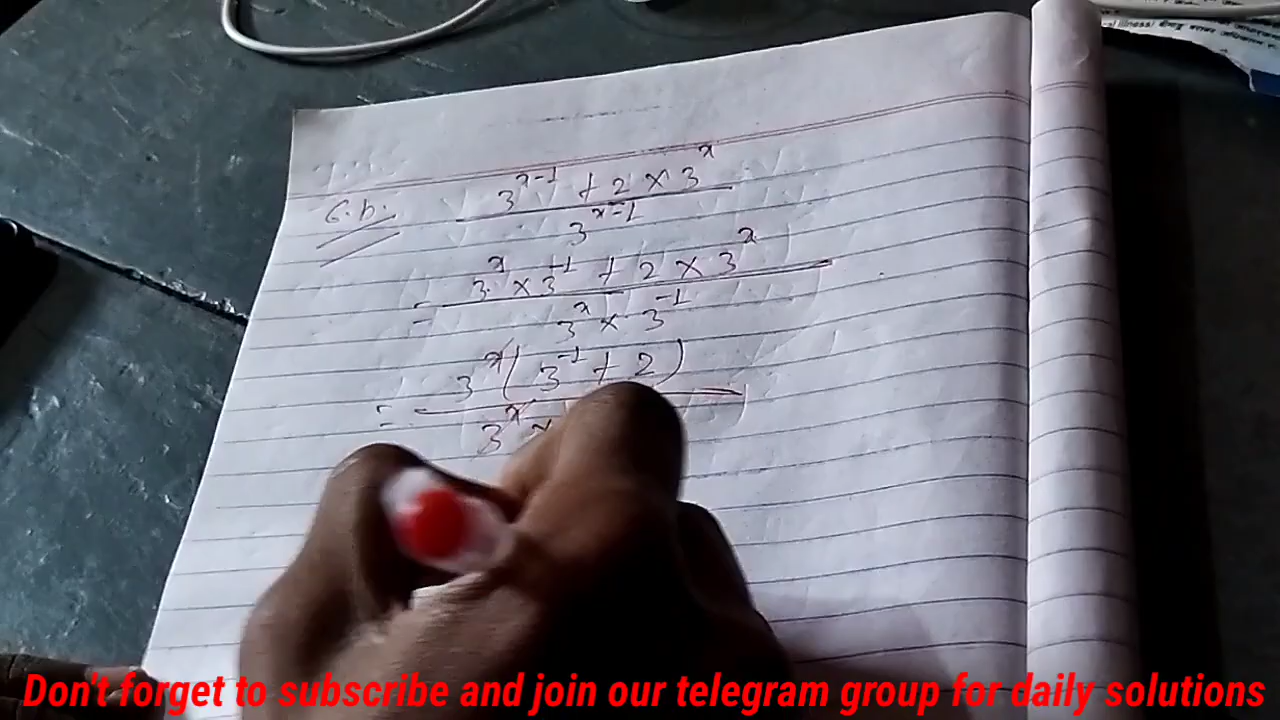 6.b.
3^{x-1} + 2 × 3^x
3^{x-1}
= 3^x × 3^{-1} + 2 × 3^x
3^x × 3^{-1}
= 3^x (3^{-1} + 2)
3^x ×
Don't forget to subscribe and join our telegram group for daily solutions